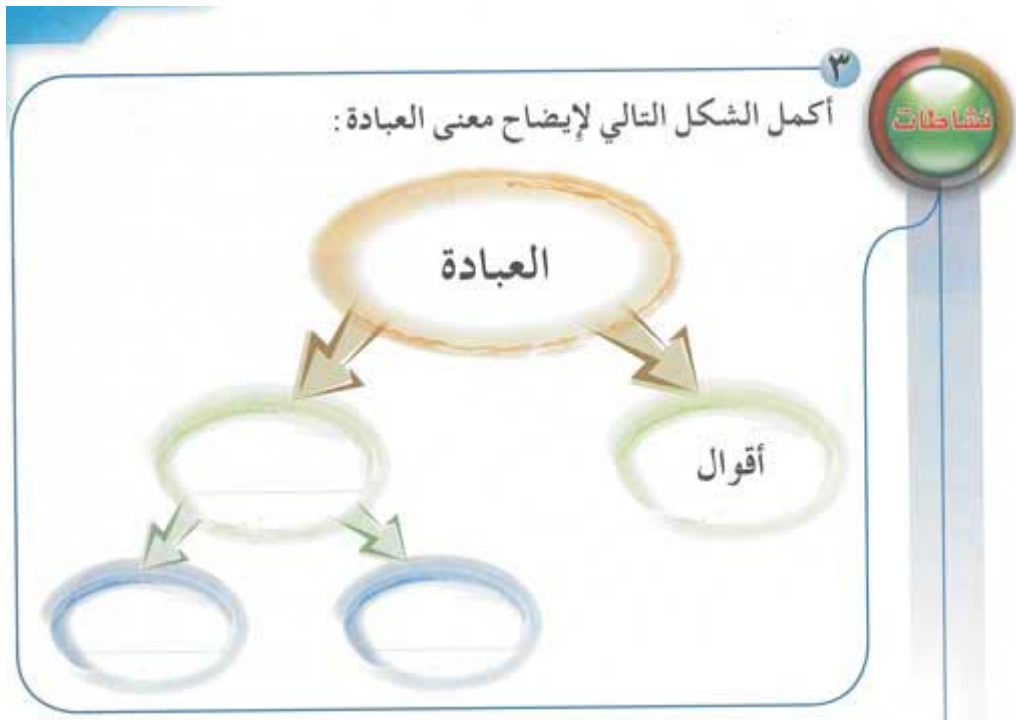 ٣
نشاطات
أكمل الشكل التالي لإيضاح معنى العبادة :
العبادة
أقوال